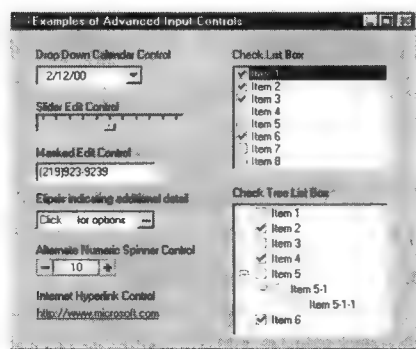 Examples of Advanced Input Controls
Drop Down Calendar Control
2/12/00
Slider Edit Control
Masked Edit Control
(219)923-9239
Elipsis indicating additional detail
Click for options ...
Alternate Numeric Spinner Control
- 10 +
Internet Hyperlink Control
http://www.microsoft.com
Check List Box
Item 1
Item 2
Item 3
Item 4
Item 5
Item 6
Item 7
Item 8
Check Tree List Box
Item 1
Item 2
Item 3
Item 4
Item 5
Item 5-1
Item 5-1-1
Item 6